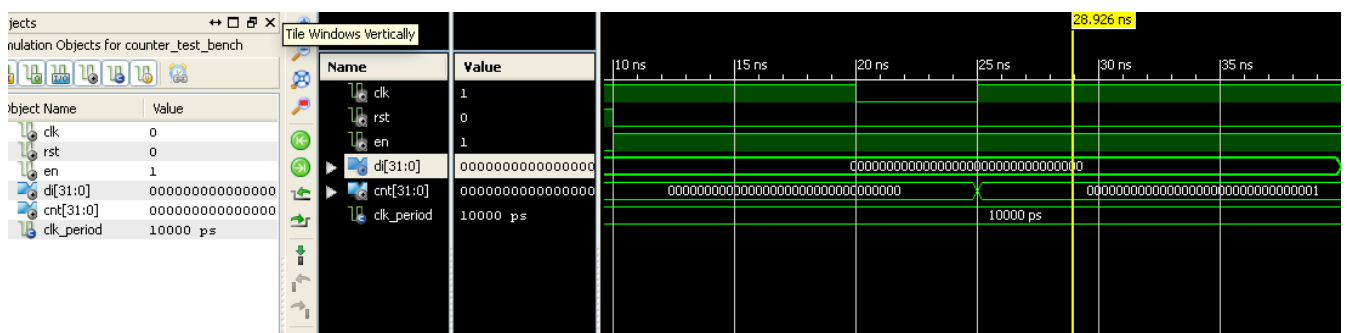 jects
Tile Windows Vertically
mulation Objects for counter_test_bench
Object Name Value
clk 0
rst 0
en 1
di[31:0] 000000000000000
cnt[31:0] 000000000000000
clk_period 10000 ps
Name Value
clk 1
rst 0
en 1
di[31:0] 0000000000000000
cnt[31:0] 0000000000000000
clk_period 10000 ps
28.926 ns
10 ns 15 ns 20 ns 25 ns 30 ns 35 ns
00000000000000000000000000000000
00000000000000000000000000000000 00000000000000000000000000000001
10000 ps